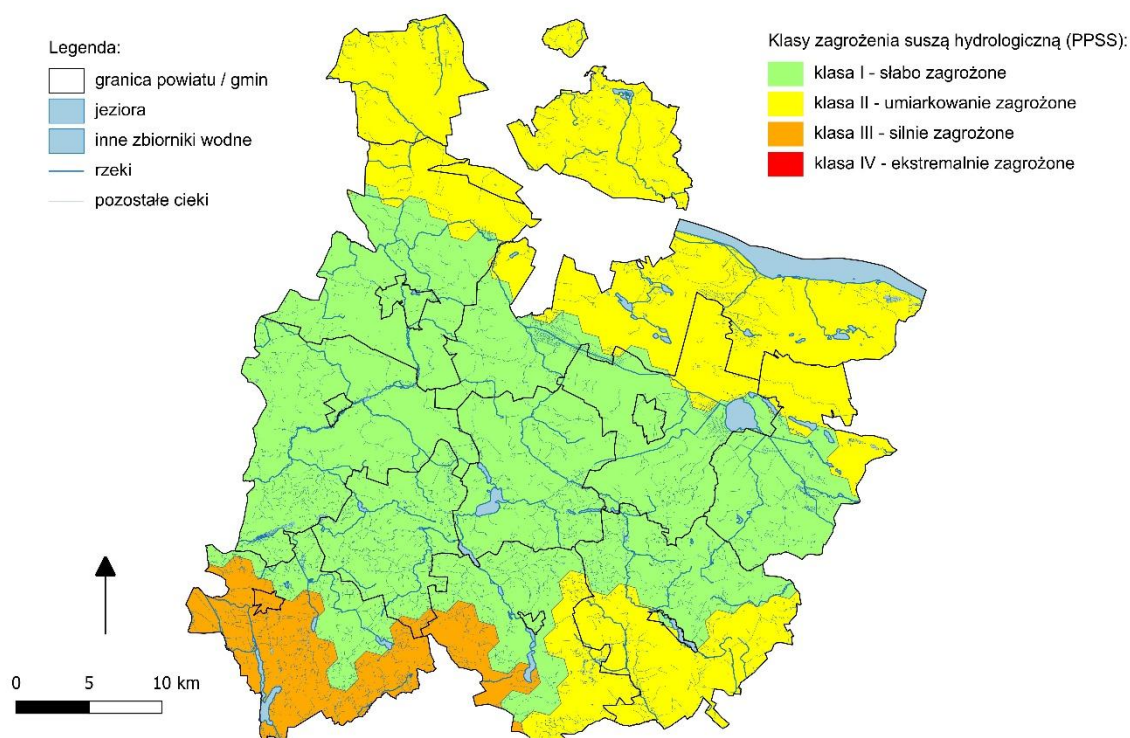 Legenda:
granica powiatu / gmin
jeziora
inne zbiorniki wodne
rzeki
pozostałe cieki
Klasy zagrożenia suszą hydrologiczną (PPSS):
klasa I - słabo zagrożone
klasa II - umiarkowanie zagrożone
klasa III - silnie zagrożone
klasa IV - ekstremalnie zagrożone
0 5 10 km